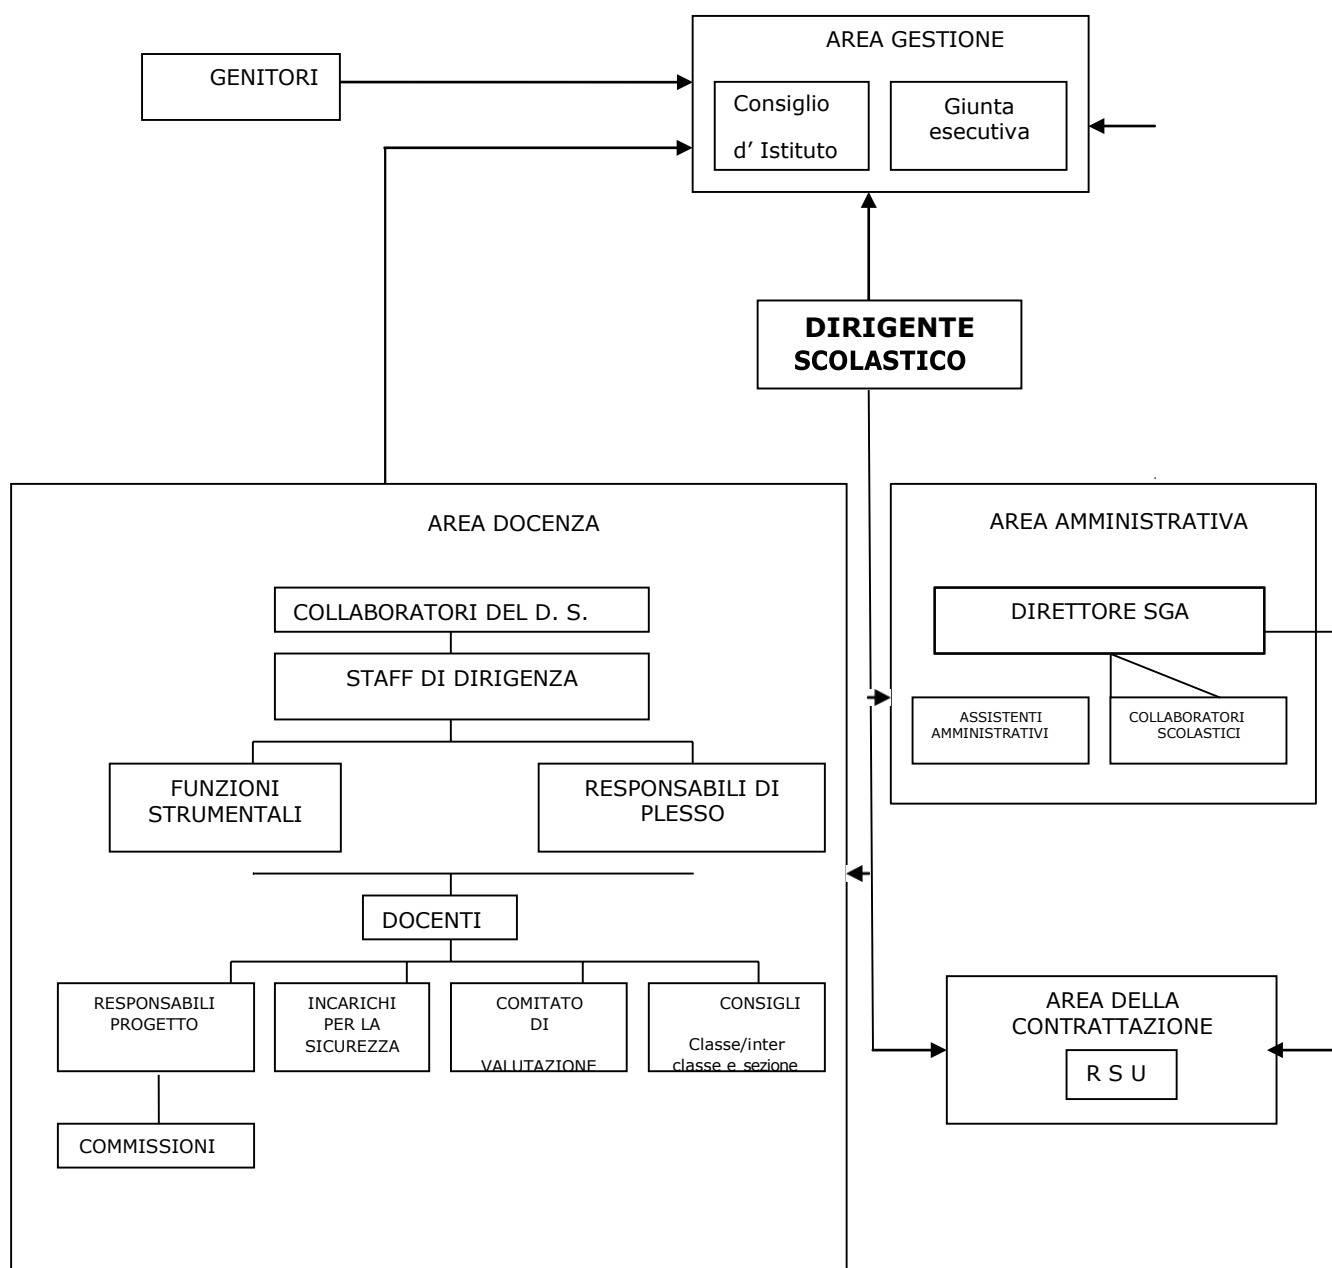 AREA GESTIONE
GENITORI
Consiglio
d’ Istituto
Giunta
esecutiva
DIRIGENTE
SCOLASTICO
AREA DOCENZA
COLLABORATORI DEL D. S.
STAFF DI DIRIGENZA
FUNZIONI
STRUMENTALI
RESPONSABILI DI
PLESSO
DOCENTI
RESPONSABILI
PROGETTO
INCARICHI
PER LA
SICUREZZA
COMITATO
DI
VALUTAZIONE
CONSIGLI
Classe/inter
classe e sezione
COMMISSIONI
AREA AMMINISTRATIVA
DIRETTORE SGA
ASSISTENTI
AMMINISTRATIVI
COLLABORATORI
SCOLASTICI
AREA DELLA
CONTRATTAZIONE
R S U